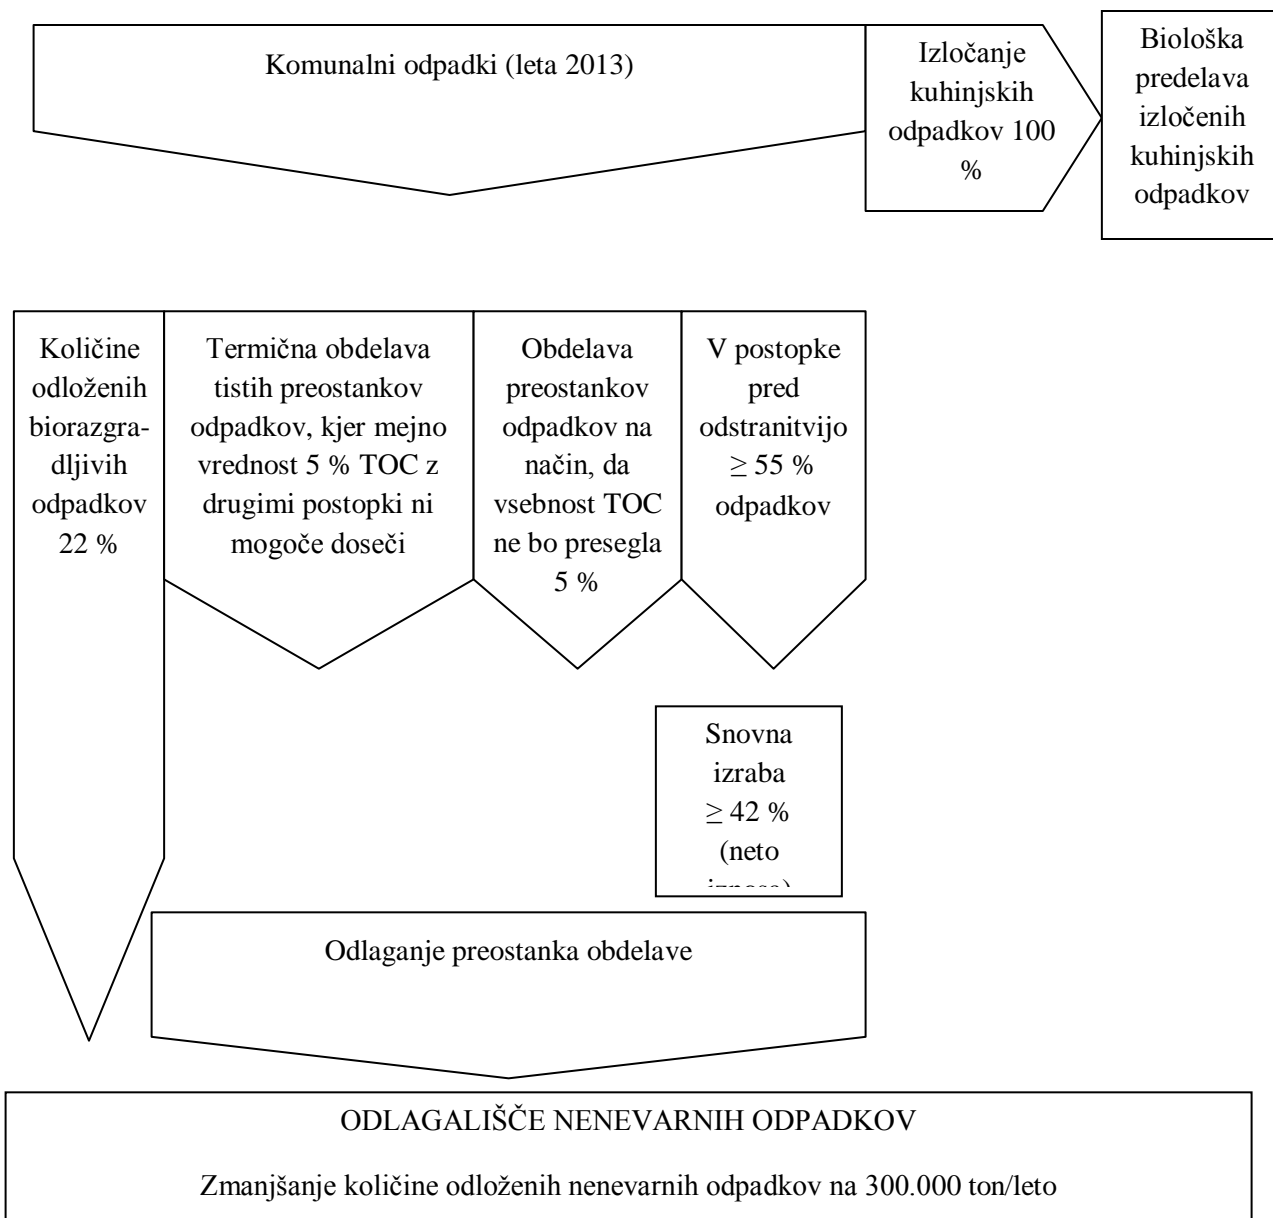 Komunalni odpadki (leta 2013)
Izločanje
kuhinjskih
odpadkov 100
%
Biološka
predelava
izločenih
kuhinjskih
odpadkov
Količine
odloženih
biorazgra-
dljivih
odpadkov
22 %
Termična obdelava
tistih preostankov
odpadkov, kjer mejno
vrednost 5 % TOC z
drugimi postopki ni
mogoče doseči
Obdelava
preostankov
odpadkov na
način, da
vsebnost TOC
ne bo presegla
5 %
V postopke
pred
odstranitvijo
≥ 55 %
odpadkov
Snovna
izraba
≥ 42 %
(neto
Odlaganje preostanka obdelave
ODLAGALIŠČE NENEVARNIH ODPADKOV
Zmanjšanje količine odloženih nenevarnih odpadkov na 300.000 ton/leto